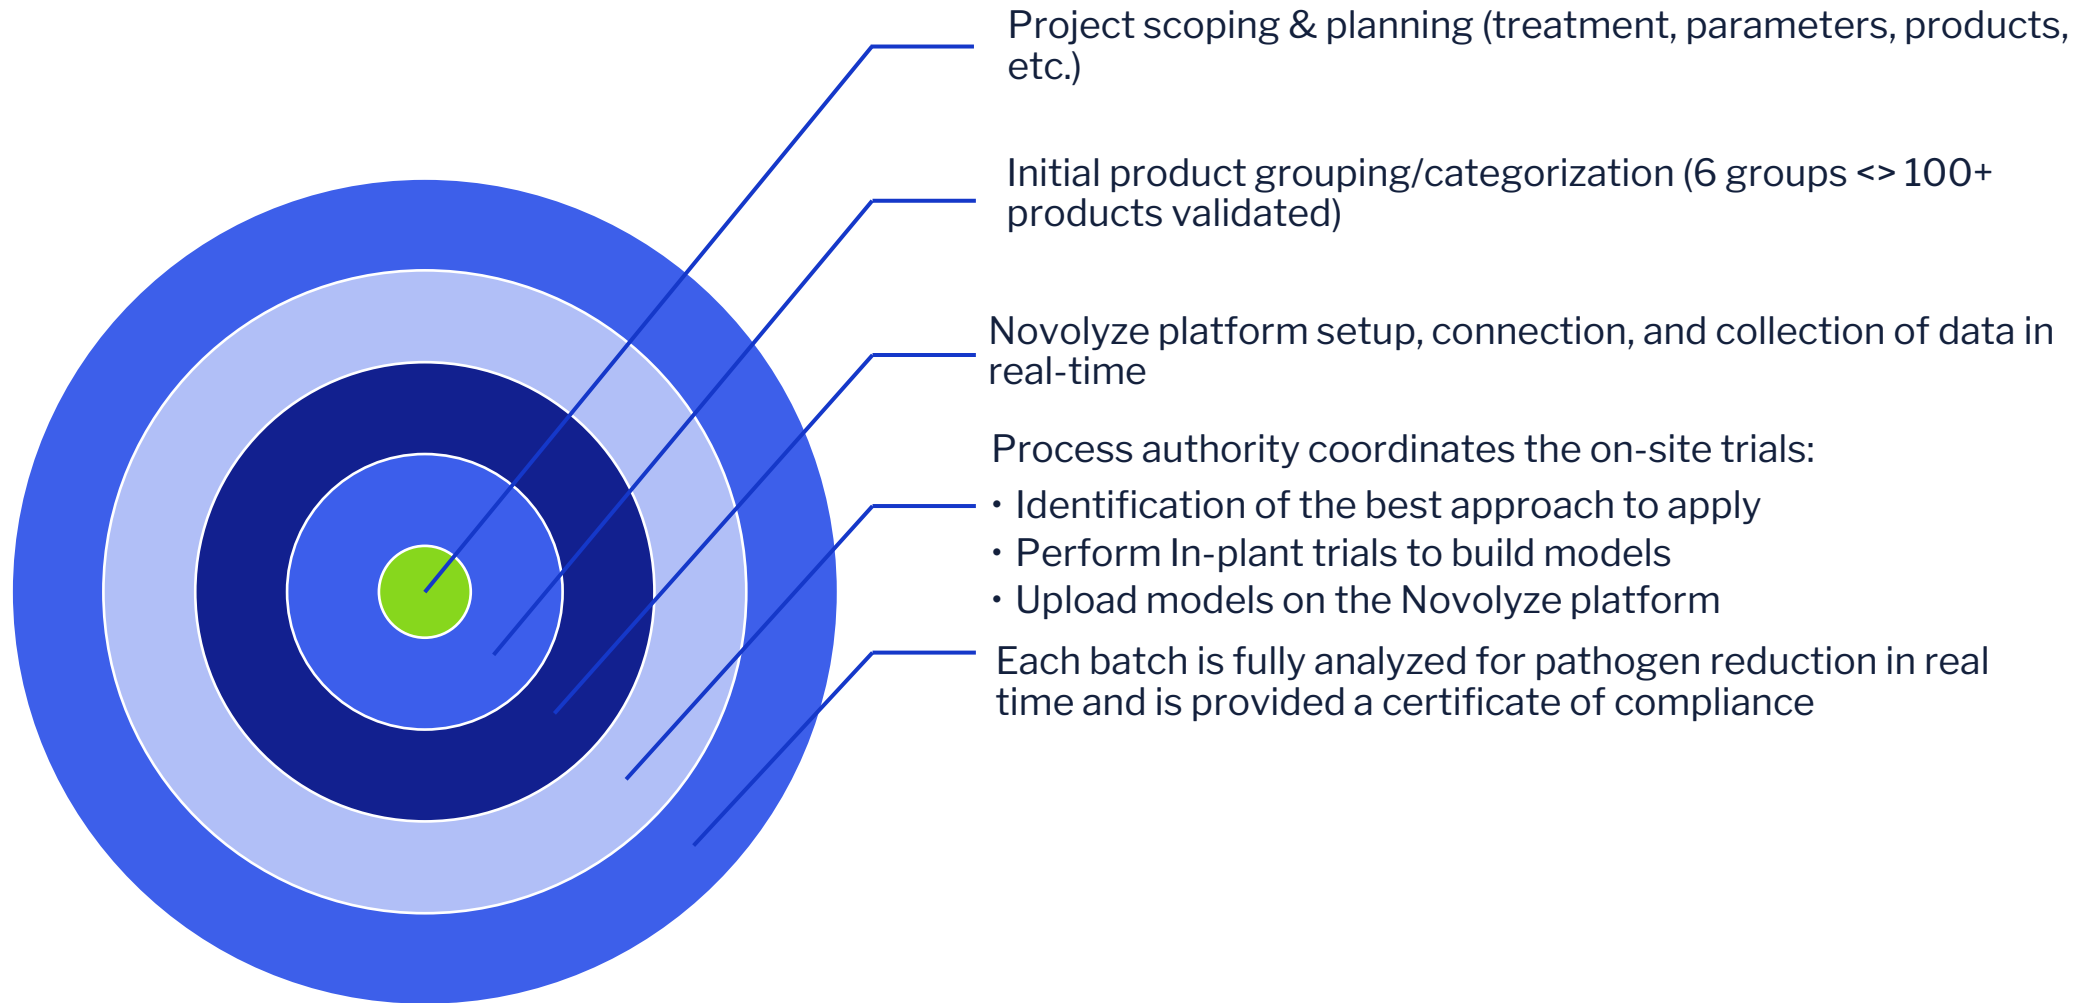 Project scoping & planning (treatment, parameters, products,
etc.)
Initial product grouping/categorization (6 groups <> 100+
products validated)
Novolyze platform setup, connection, and collection of data in
real-time
Process authority coordinates the on-site trials:
• Identification of the best approach to apply
• Perform In-plant trials to build models
• Upload models on the Novolyze platform
Each batch is fully analyzed for pathogen reduction in real
time and is provided a certificate of compliance